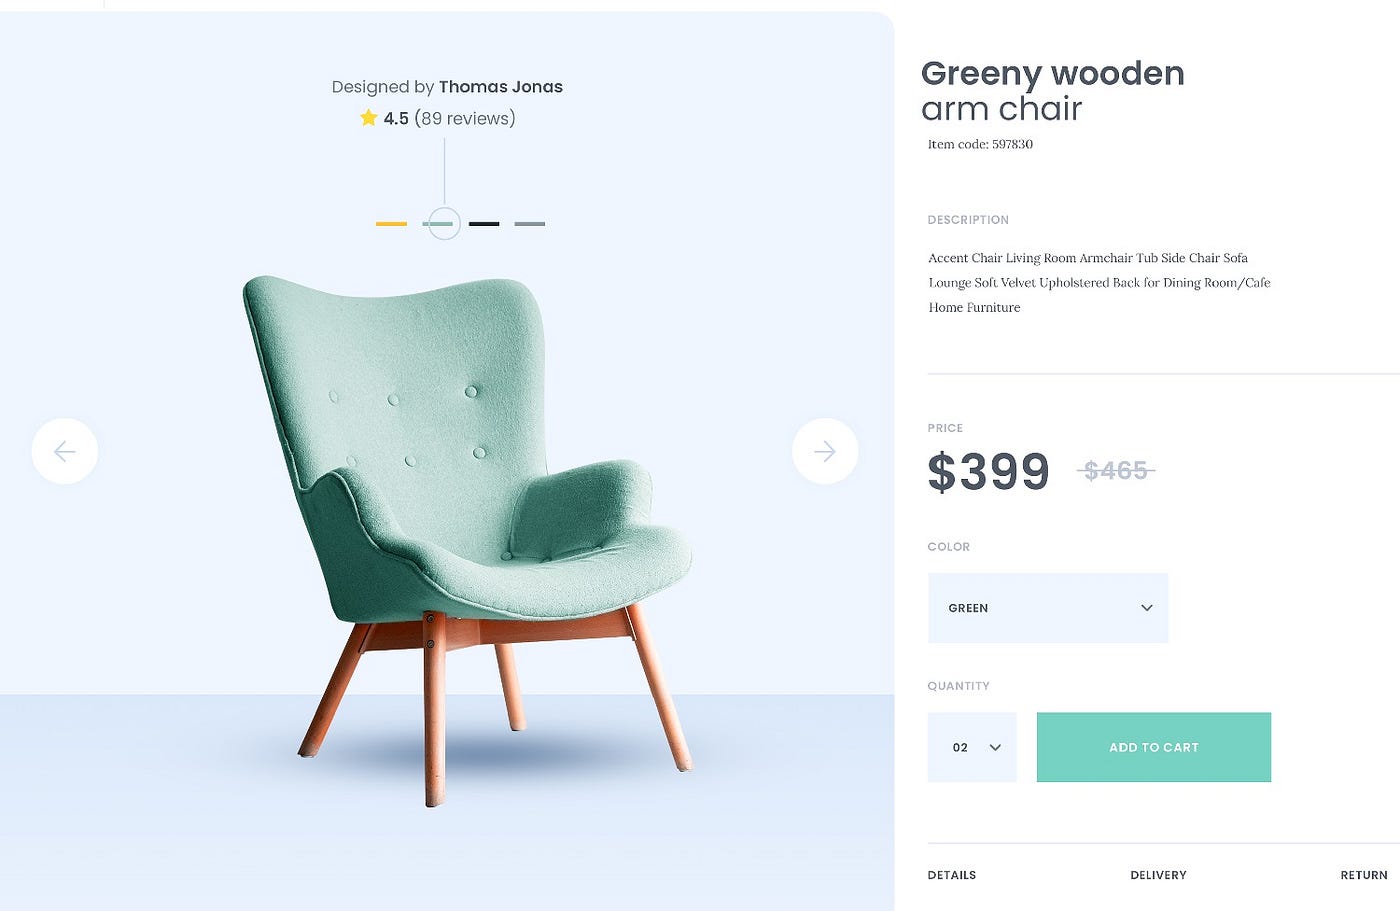 Designed by Thomas Jonas
4.5 (89 reviews)
Greeny wooden
arm chair
Item code: 597830
DESCRIPTION
Accent Chair Living Room Armchair Tub Side Chair Sofa
Lounge Soft Velvet Upholstered Back for Dining Room/Cafe
Home Furniture
PRICE
$399 $465
COLOR
GREEN
QUANTITY
02 ADD TO CART
DETAILS DELIVERY RETURN